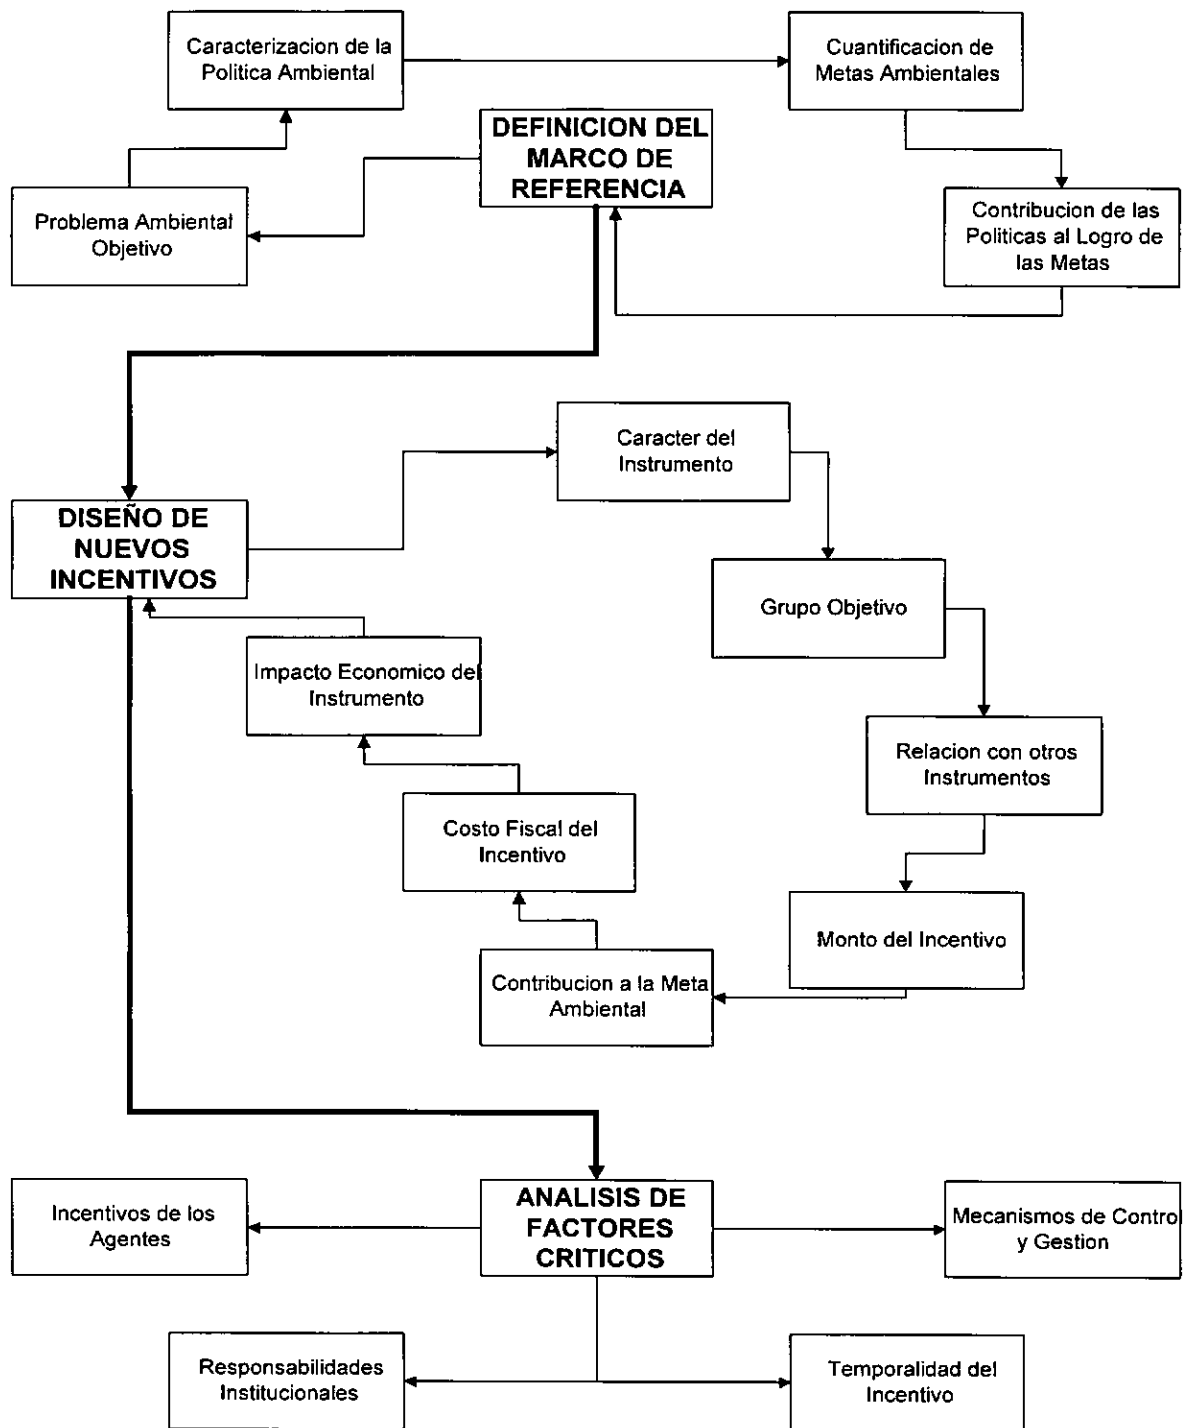 Caracterizacion de la
Politica Ambiental
Cuantificacion de
Metas Ambientales
DEFINICION DEL
MARCO DE
REFERENCIA
Problema Ambiental
Objetivo
Contribucion de las
Politicas al Logro de
las Metas
Caracter del
Instrumento
DISEÑO DE
NUEVOS
INCENTIVOS
Grupo Objetivo
Impacto Economico del
Instrumento
Relacion con otros
Instrumentos
Costo Fiscal del
Incentivo
Monto del Incentivo
Contribucion a la Meta
Ambiental
Incentivos de los
Agentes
ANALISIS DE
FACTORES
CRITICOS
Mecanismos de Control
y Gestion
Responsabilidades
Institucionales
Temporalidad del
Incentivo